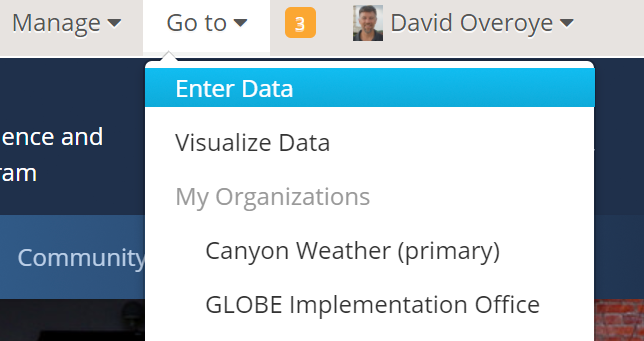 Manage Go to 3 David Overoye
Enter Data
ience and
Visualize Data
ram
My Organizations
Community
Canyon Weather (primary)
GLOBE Implementation Office